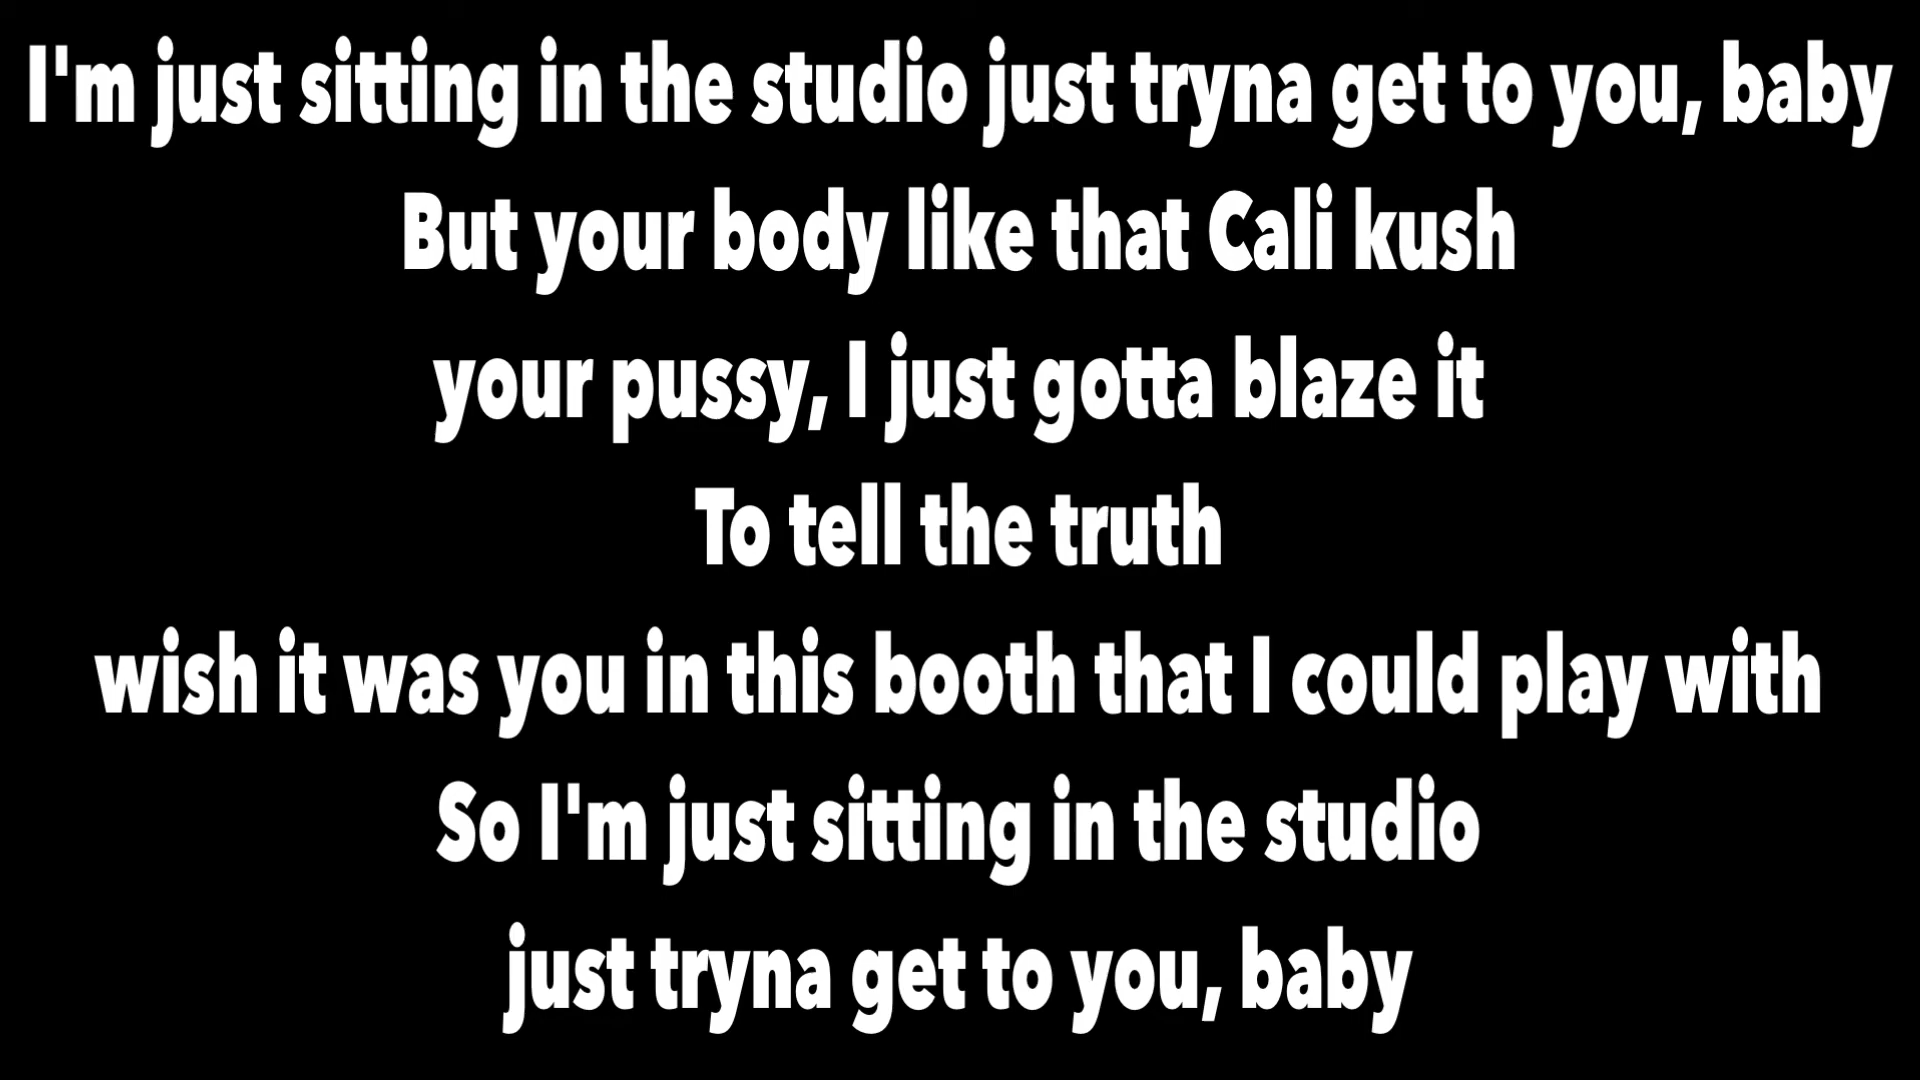 I'm just sitting in the studio just tryna get to you, baby
But your body like that Cali kush
your pussy, I just gotta blaze it
To tell the truth
wish it was you in this booth that I could play with
So I'm just sitting in the studio
just tryna get to you, baby